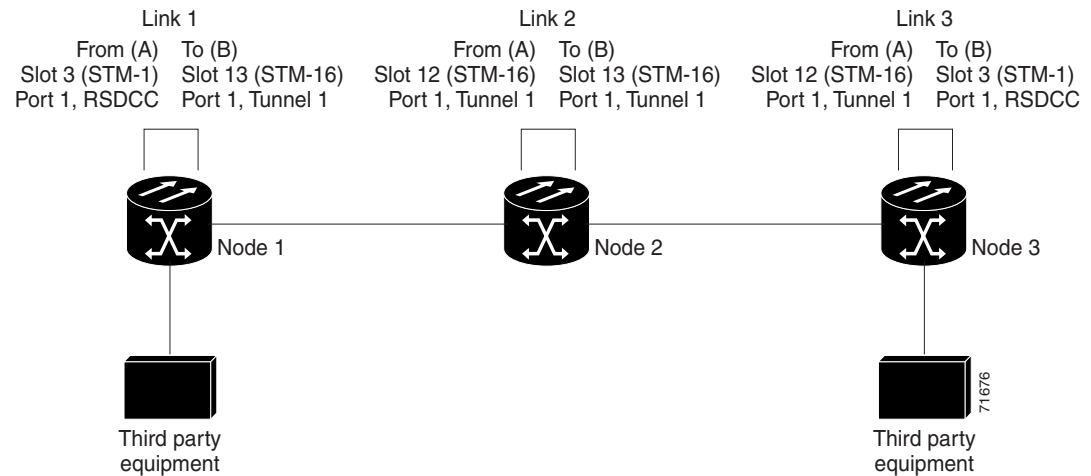 Link 1
From (A) To (B)
Slot 3 (STM-1) Slot 13 (STM-16)
Port 1, RSDCC Port 1, Tunnel 1
Link 2
From (A) To (B)
Slot 12 (STM-16) Slot 13 (STM-16)
Port 1, Tunnel 1 Port 1, Tunnel 1
Link 3
From (A) To (B)
Slot 12 (STM-16) Slot 3 (STM-1)
Port 1, Tunnel 1 Port 1, RSDCC
Node 1
Node 2
Node 3
Third party
equipment
Third party
equipment
71676